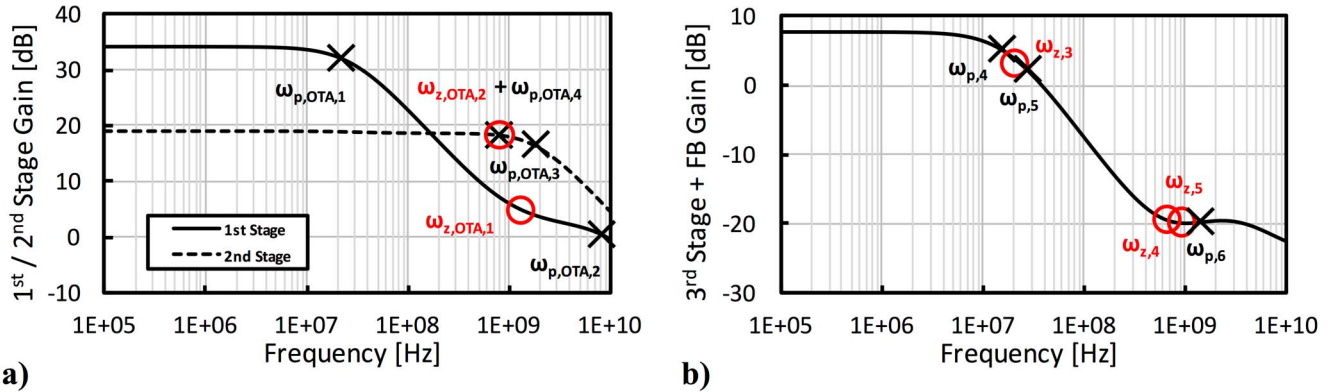 1st / 2nd Stage Gain [dB]
40
30
20
10
0
-10
ωp,OTA,1
ωz,OTA,2 + ωp,OTA,4
ωp,OTA,3
ωz,OTA,1
ωp,OTA,2
1st Stage
2nd Stage
1E+05 1E+06 1E+07 1E+08 1E+09 1E+10
Frequency [Hz]
a)
3rd Stage + FB Gain [dB]
10
0
-10
-20
-30
ωz,3
ωp,4
ωp,5
ωz,5
ωz,4
ωp,6
1E+05 1E+06 1E+07 1E+08 1E+09 1E+10
Frequency [Hz]
b)